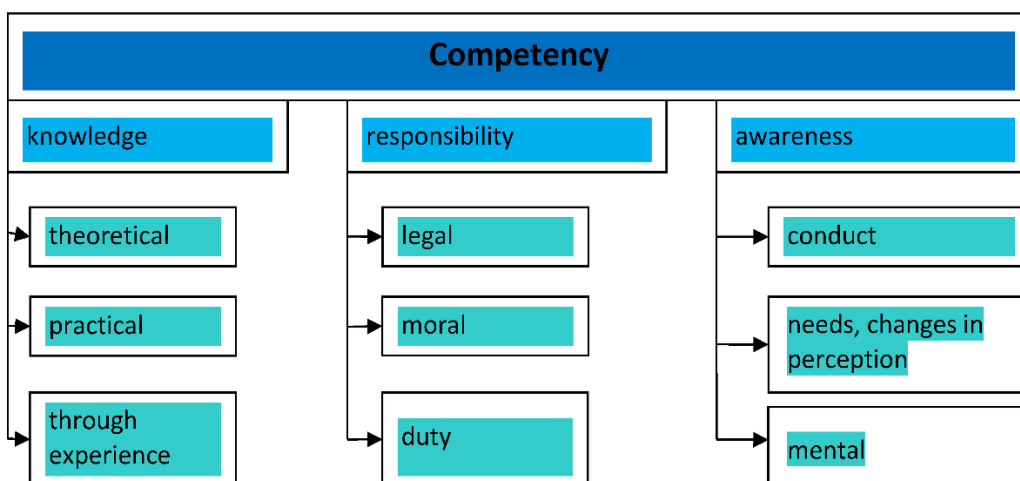 Competency
knowledge
responsibility
awareness
theoretical
legal
conduct
practical
moral
needs, changes in
perception
through
experience
duty
mental